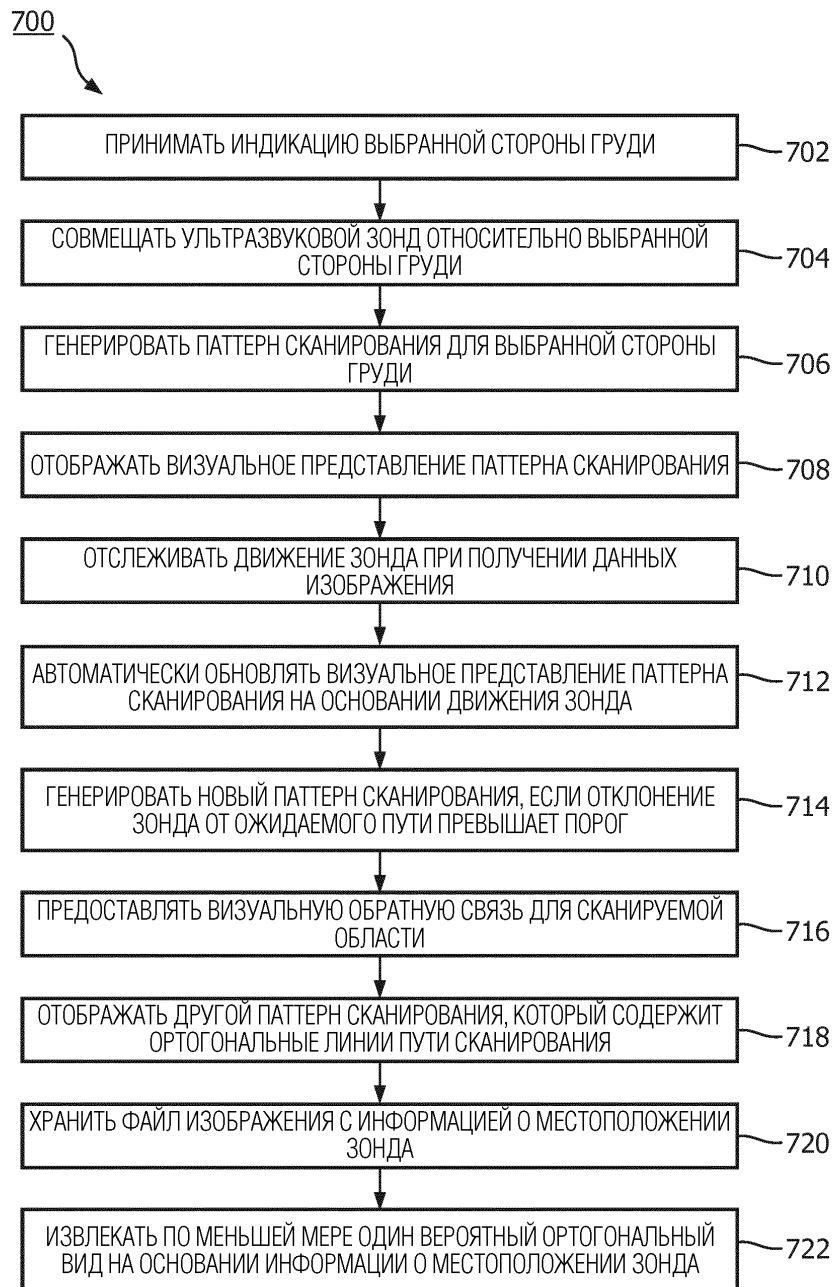 700
ПРИНИМАТЬ ИНДИКАЦИЮ ВЫБРАННОЙ СТОРОНЫ ГРУДИ
702
СОВМЕЩАТЬ УЛЬТРАЗВУКОВОЙ ЗОНД ОТНОСИТЕЛЬНО ВЫБРАННОЙ
СТОРОНЫ ГРУДИ
704
ГЕНЕРИРОВАТЬ ПАТТЕРН СКАНИРОВАНИЯ ДЛЯ ВЫБРАННОЙ СТОРОНЫ
ГРУДИ
706
ОТОБРАЖАТЬ ВИЗУАЛЬНОЕ ПРЕДСТАВЛЕНИЕ ПАТТЕРНА СКАНИРОВАНИЯ
708
ОТСЛЕЖИВАТЬ ДВИЖЕНИЕ ЗОНДА ПРИ ПОЛУЧЕНИИ ДАННЫХ
ИЗОБРАЖЕНИЯ
710
АВТОМАТИЧЕСКИ ОБНОВЛЯТЬ ВИЗУАЛЬНОЕ ПРЕДСТАВЛЕНИЕ ПАТТЕРНА
СКАНИРОВАНИЯ НА ОСНОВАНИИ ДВИЖЕНИЯ ЗОНДА
712
ГЕНЕРИРОВАТЬ НОВЫЙ ПАТТЕРН СКАНИРОВАНИЯ, ЕСЛИ ОТКЛОНЕНИЕ
ЗОНДА ОТ ОЖИДАЕМОГО ПУТИ ПРЕВЫШАЕТ ПОРОГ
714
ПРЕДОСТАВЛЯТЬ ВИЗУАЛЬНУЮ ОБРАТНУЮ СВЯЗЬ ДЛЯ СКАНИРУЕМОЙ
ОБЛАСТИ
716
ОТОБРАЖАТЬ ДРУГОЙ ПАТТЕРН СКАНИРОВАНИЯ, КОТОРЫЙ СОДЕРЖИТ
ОРТОГОНАЛЬНЫЕ ЛИНИИ ПУТИ СКАНИРОВАНИЯ
718
ХРАНИТЬ ФАЙЛ ИЗОБРАЖЕНИЯ С ИНФОРМАЦИЕЙ О МЕСТОПОЛОЖЕНИИ
ЗОНДА
720
ИЗВЛЕКАТЬ ПО МЕНЬШЕЙ МЕРЕ ОДИН ВЕРОЯТНЫЙ ОРТОГОНАЛЬНЫЙ
ВИД НА ОСНОВАНИИ ИНФОРМАЦИИ О МЕСТОПОЛОЖЕНИИ ЗОНДА
722